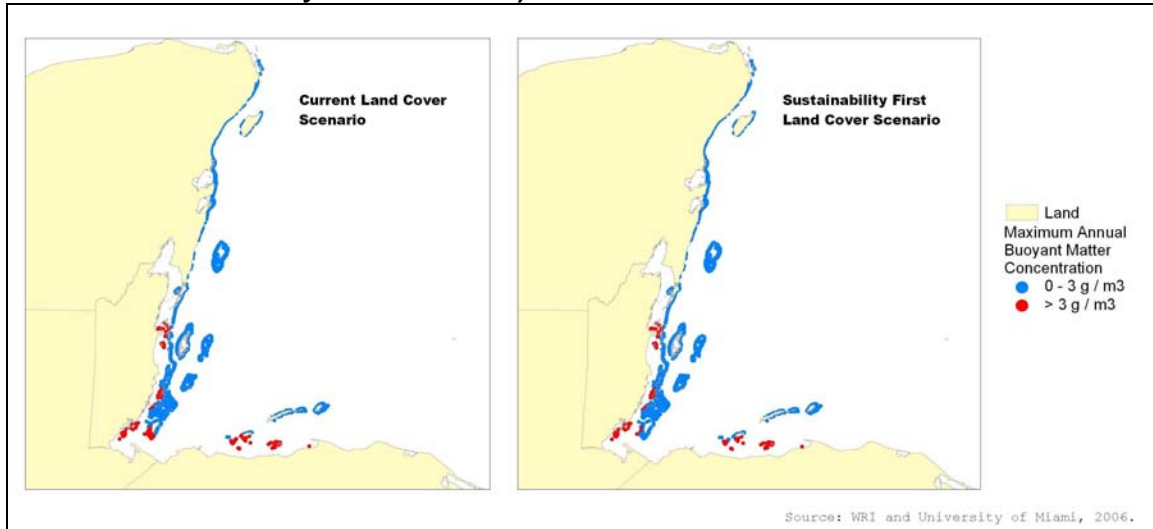 Current Land Cover
Scenario
Sustainability First
Land Cover Scenario
Land
Maximum Annual
Buoyant Matter
Concentration
0 - 3 g / m3
> 3 g / m3
Source: WRI and University of Miami, 2006.